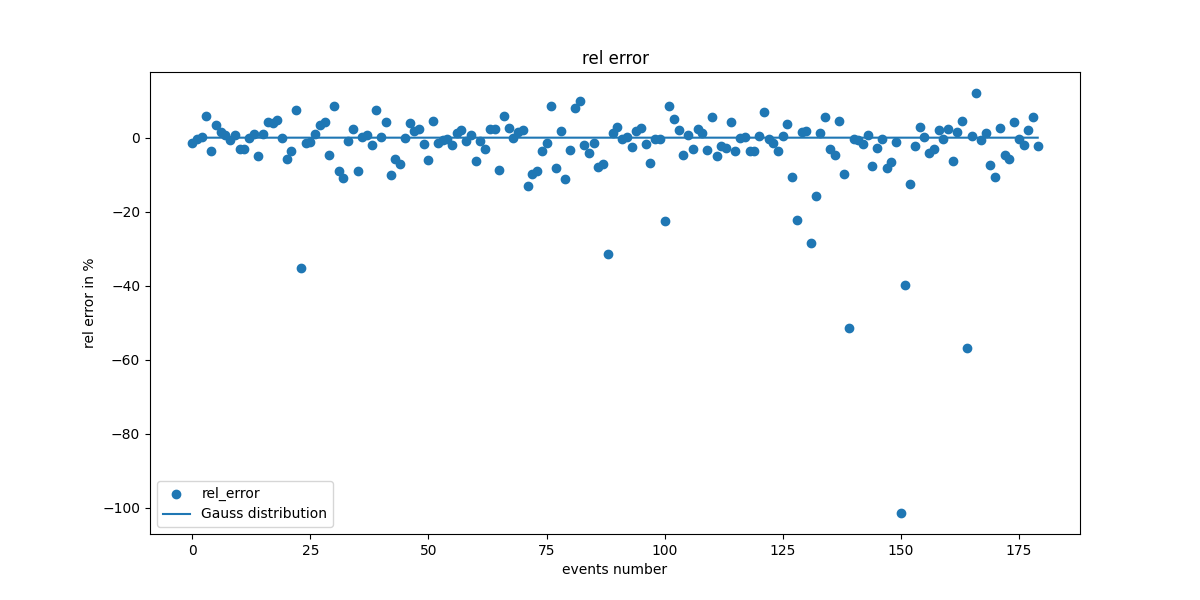 rel error
0
−20
−40
−60
−80
−100
rel error in %
rel_error
Gauss distribution
0 25 50 75 100 125 150 175
events number